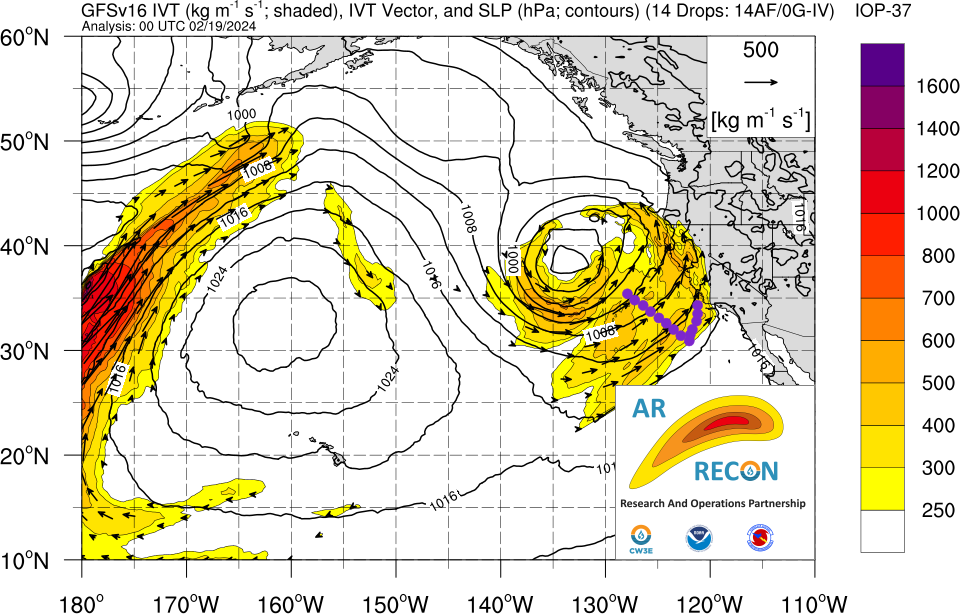 GFSv16 IVT (kg m⁻¹ s⁻¹; shaded), IVT Vector, and SLP (hPa; contours) (14 Drops: 14AF/0G-IV) IOP-37
Analysis: 00 UTC 02/19/2024
60°N
500
[kg m⁻¹ s⁻¹]
50°N
40°N
30°N
20°N
10°N
1000
1008
1016
1024
1016
1008
1000
1016
1008
1016
1016
1024
1016
AR
RECON
Research And Operations Partnership
CW3E
NOAA
180°
170°W
160°W
150°W
140°W
130°W
120°W
110°W
1600
1400
1200
1000
800
700
600
500
400
300
250